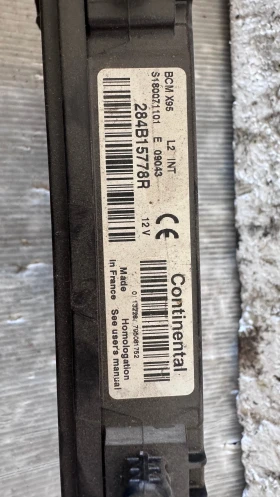 BCM X95 L2 INT
S180071101 E 09043
284B15778R
12 V
CE
Continental
Made Homologation
In France See user's manual